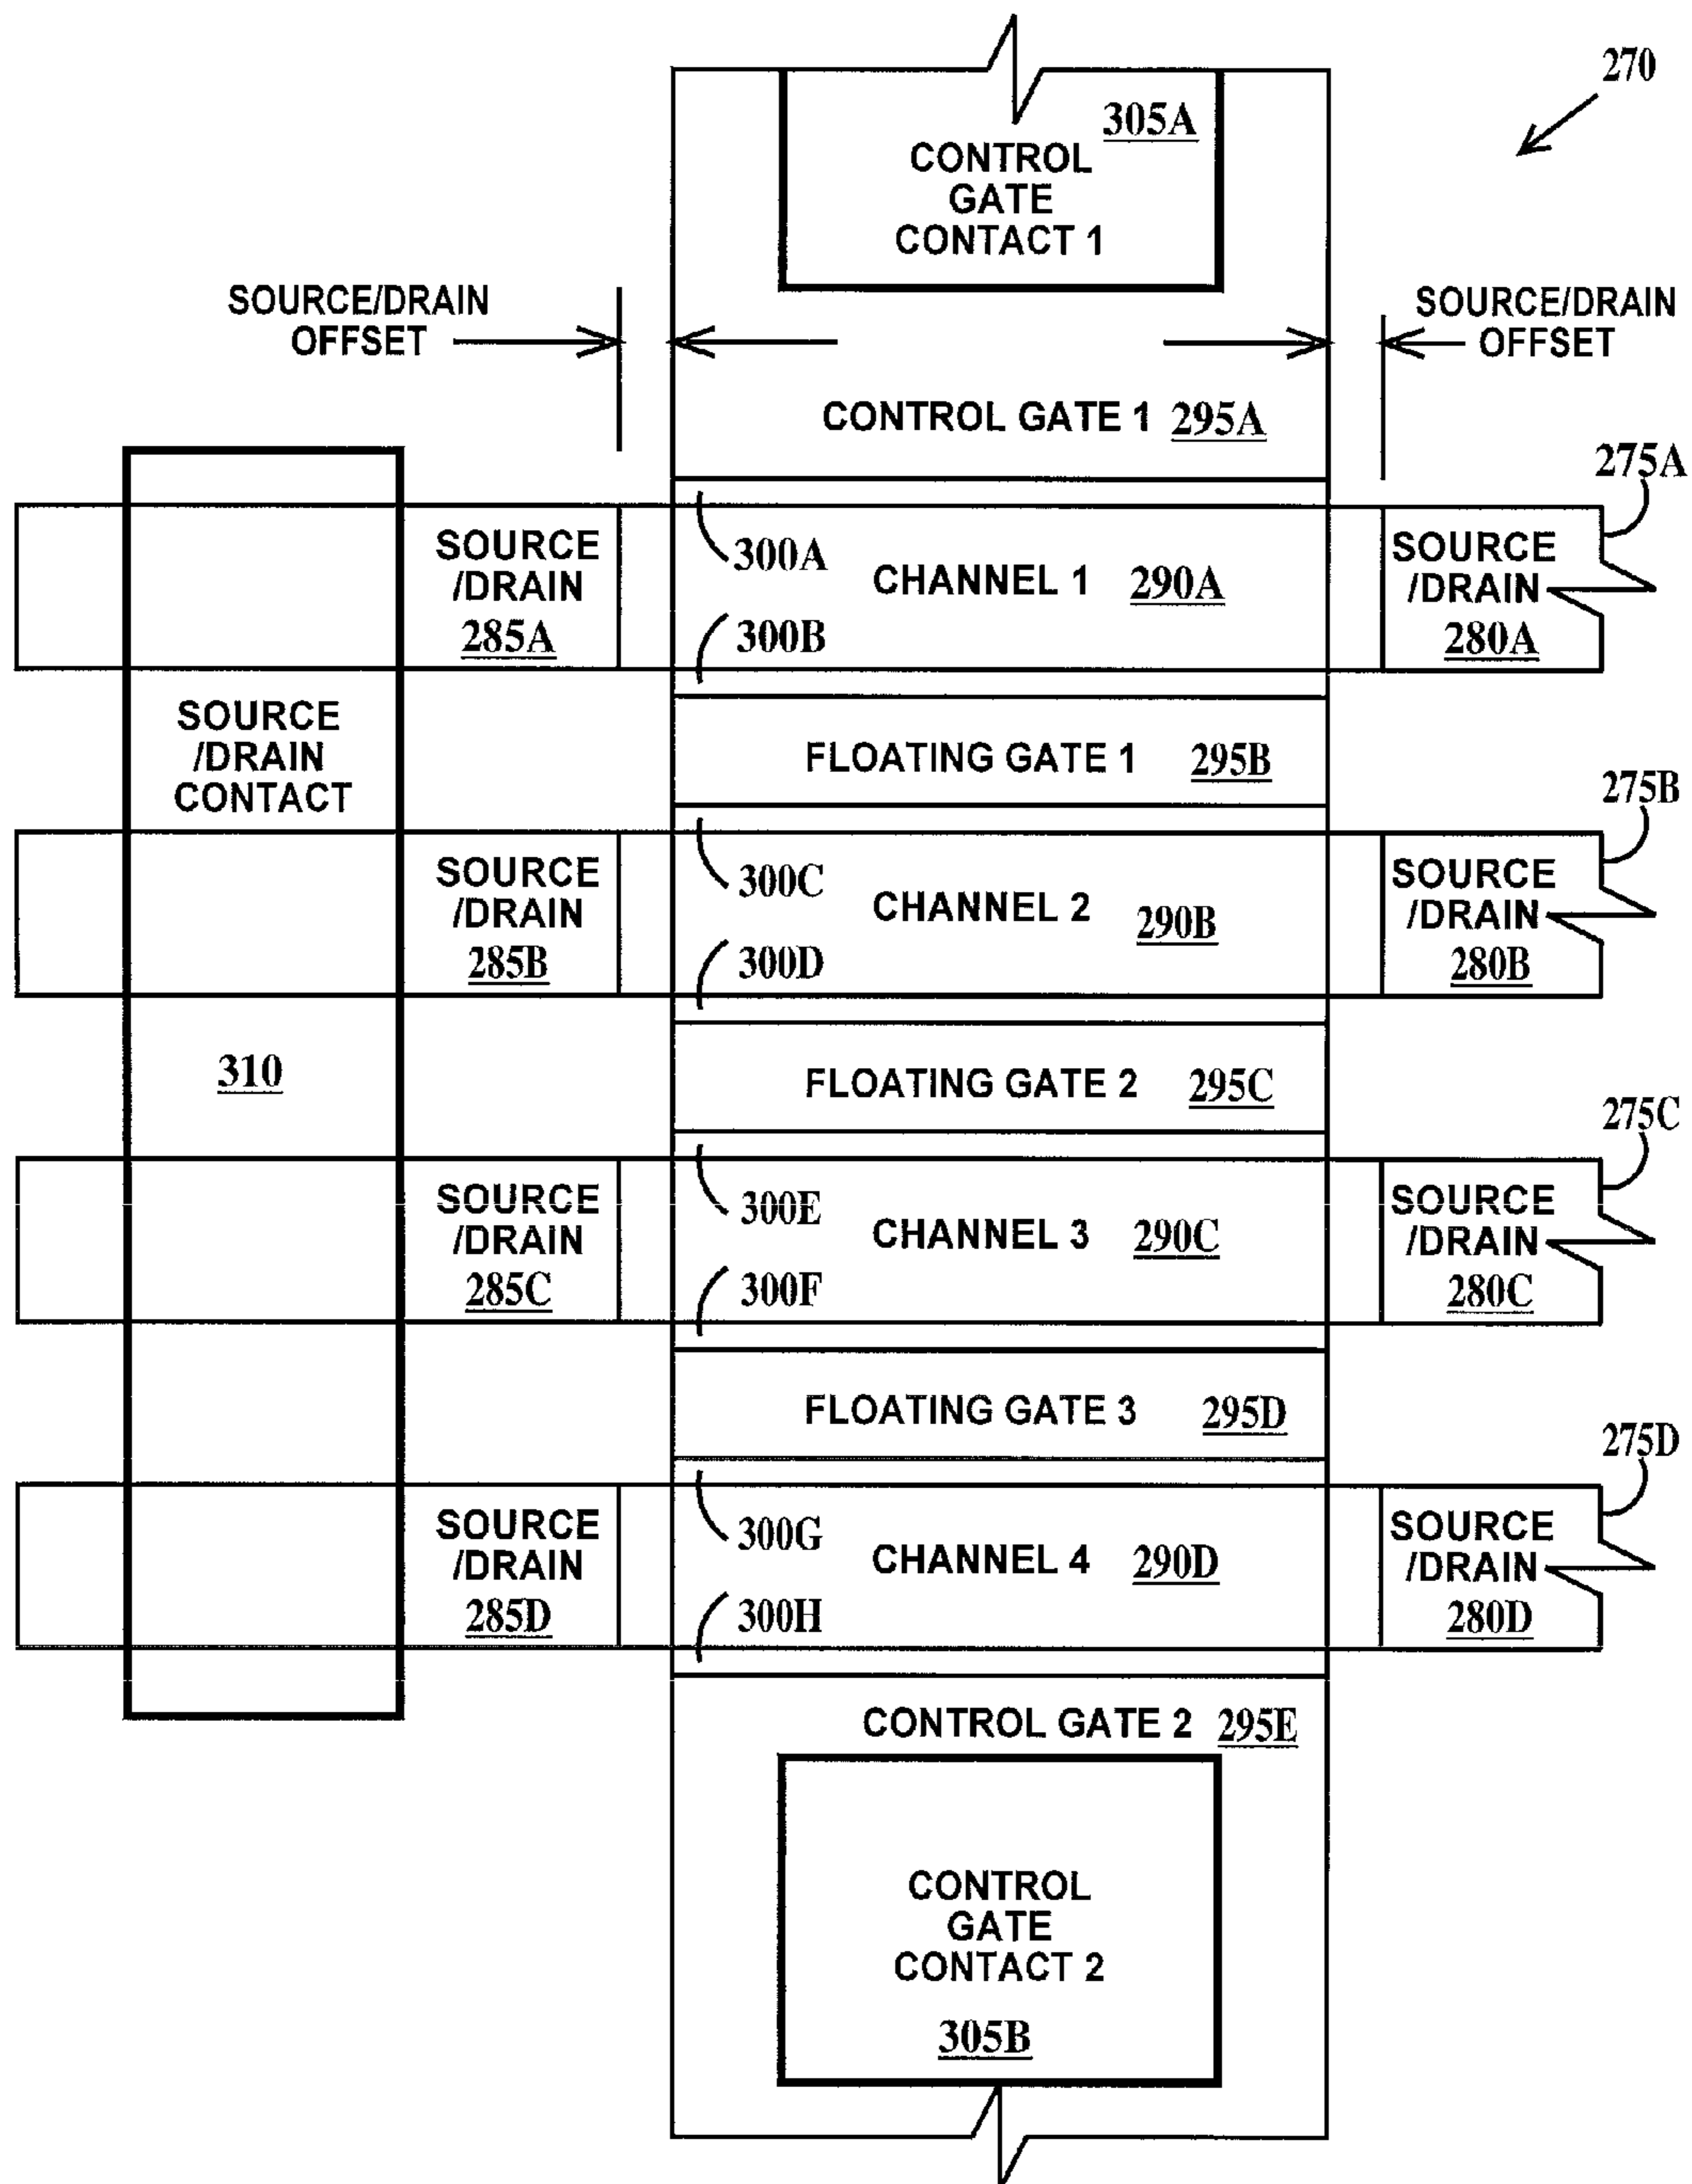 270
305A
CONTROL
GATE
CONTACT 1
SOURCE/DRAIN
OFFSET
SOURCE/DRAIN
OFFSET
CONTROL GATE 1 295A
275A
SOURCE
/DRAIN
285A
300A
CHANNEL 1 290A
300B
SOURCE
/DRAIN
280A
SOURCE
/DRAIN
CONTACT
FLOATING GATE 1 295B
275B
SOURCE
/DRAIN
285B
300C
CHANNEL 2 290B
300D
SOURCE
/DRAIN
280B
310
FLOATING GATE 2 295C
275C
SOURCE
/DRAIN
285C
300E
CHANNEL 3 290C
300F
SOURCE
/DRAIN
280C
FLOATING GATE 3 295D
275D
SOURCE
/DRAIN
285D
300G
CHANNEL 4 290D
300H
SOURCE
/DRAIN
280D
CONTROL GATE 2 295E
CONTROL
GATE
CONTACT 2
305B